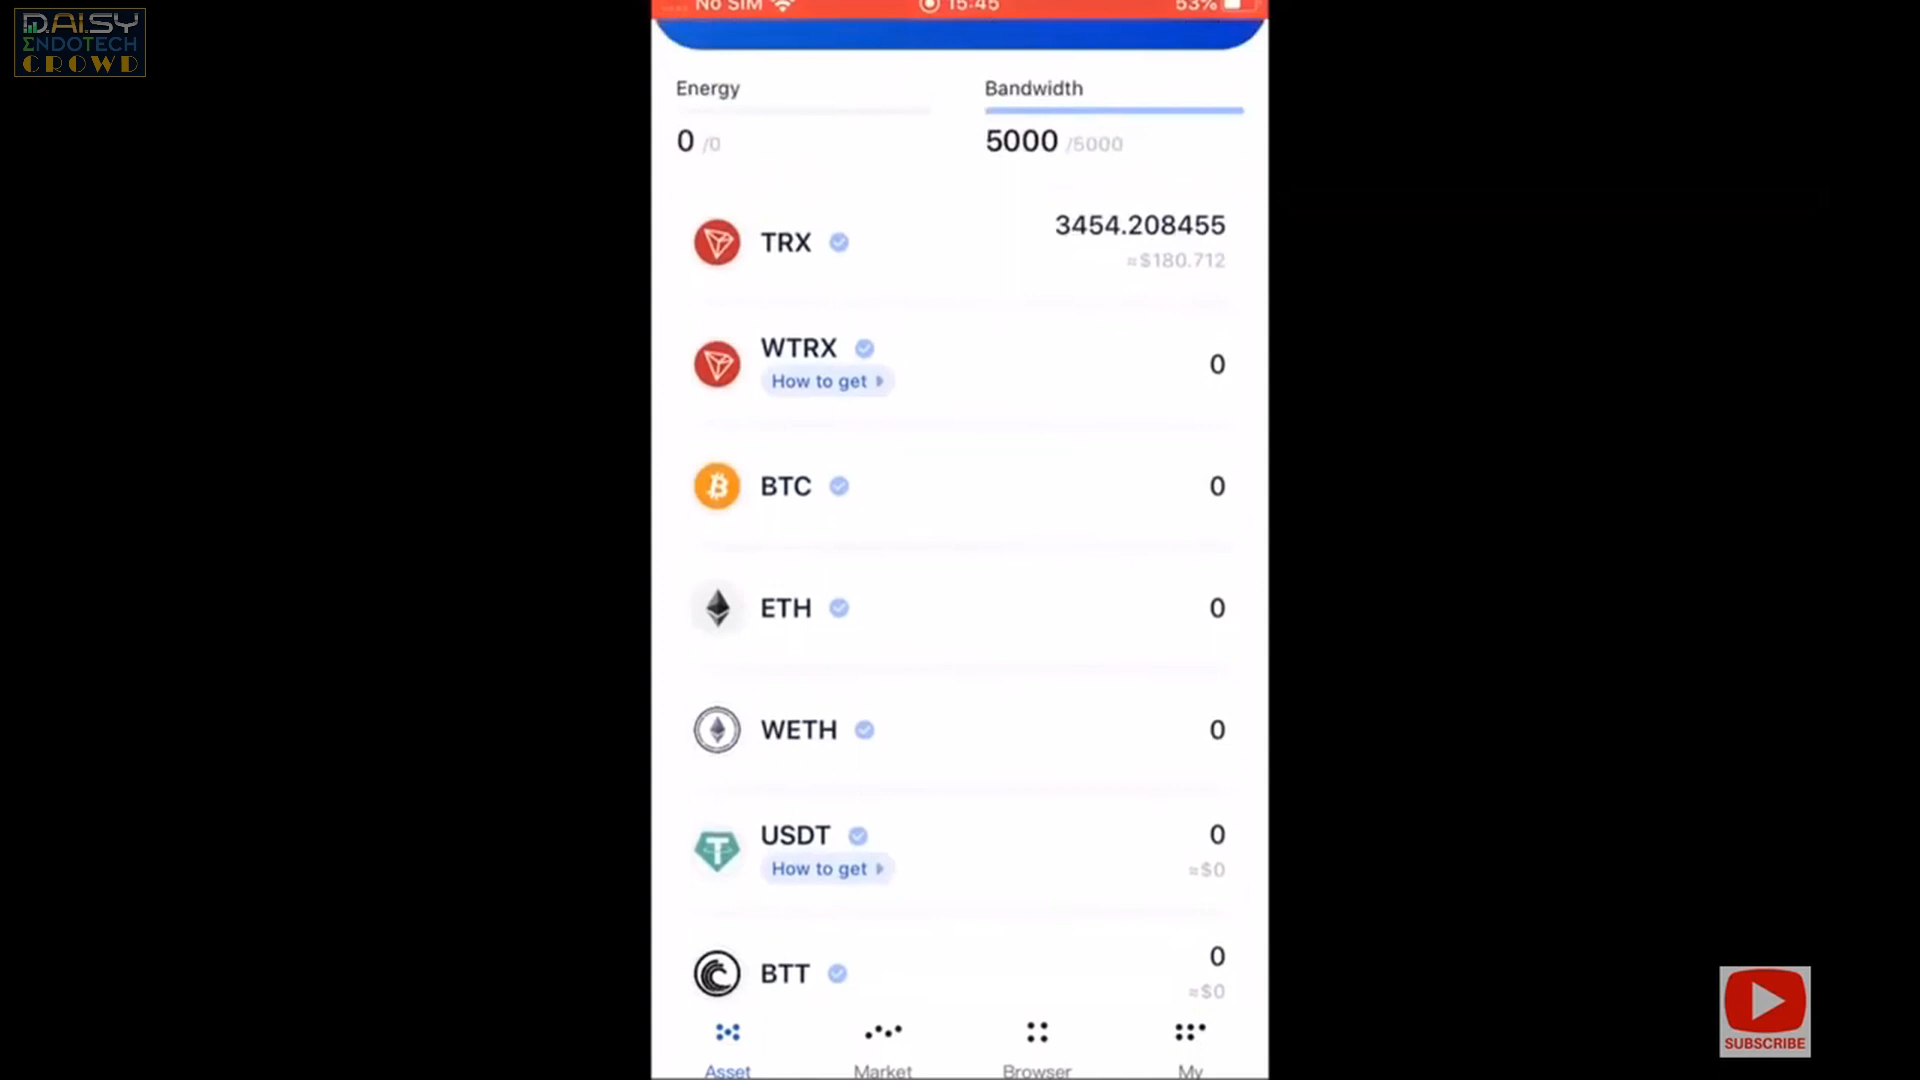 D.AI.SY
ENDOTECH
CROWD
No SIM 15:45 53%
Energy
Bandwidth
0 /0
5000 /5000
TRX
3454.208455
≈$180.712
WTRX
How to get
0
BTC
0
ETH
0
WETH
0
USDT
How to get
0
≈$0
BTT
0
≈$0
Asset
Market
Browser
My
SUBSCRIBE